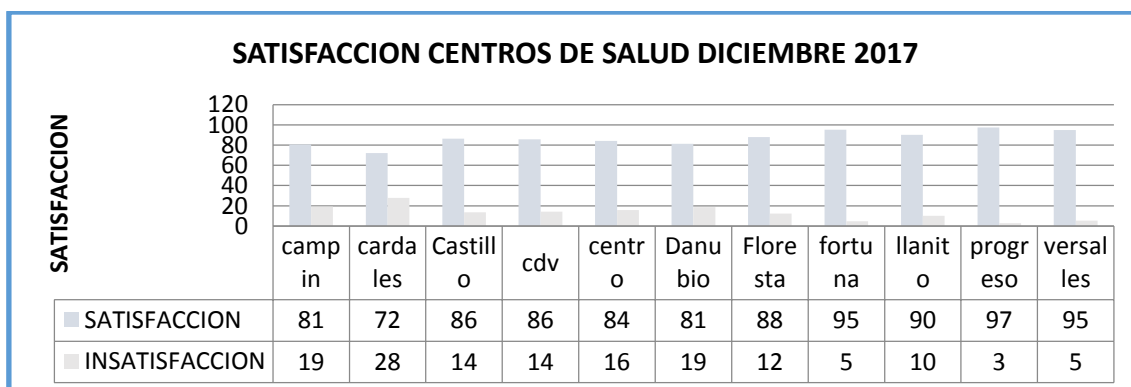 SATISFACCION CENTROS DE SALUD DICIEMBRE 2017
SATISFACCION
120
100
80
60
40
20
0
camp
in
carda
les
Castill
o
cdv
centr
o
Danu
bio
Flore
sta
fortu
na
llanit
o
progr
eso
versal
les
SATISFACCION 81 72 86 86 84 81 88 95 90 97 95
INSATISFACCION 19 28 14 14 16 19 12 5 10 3 5